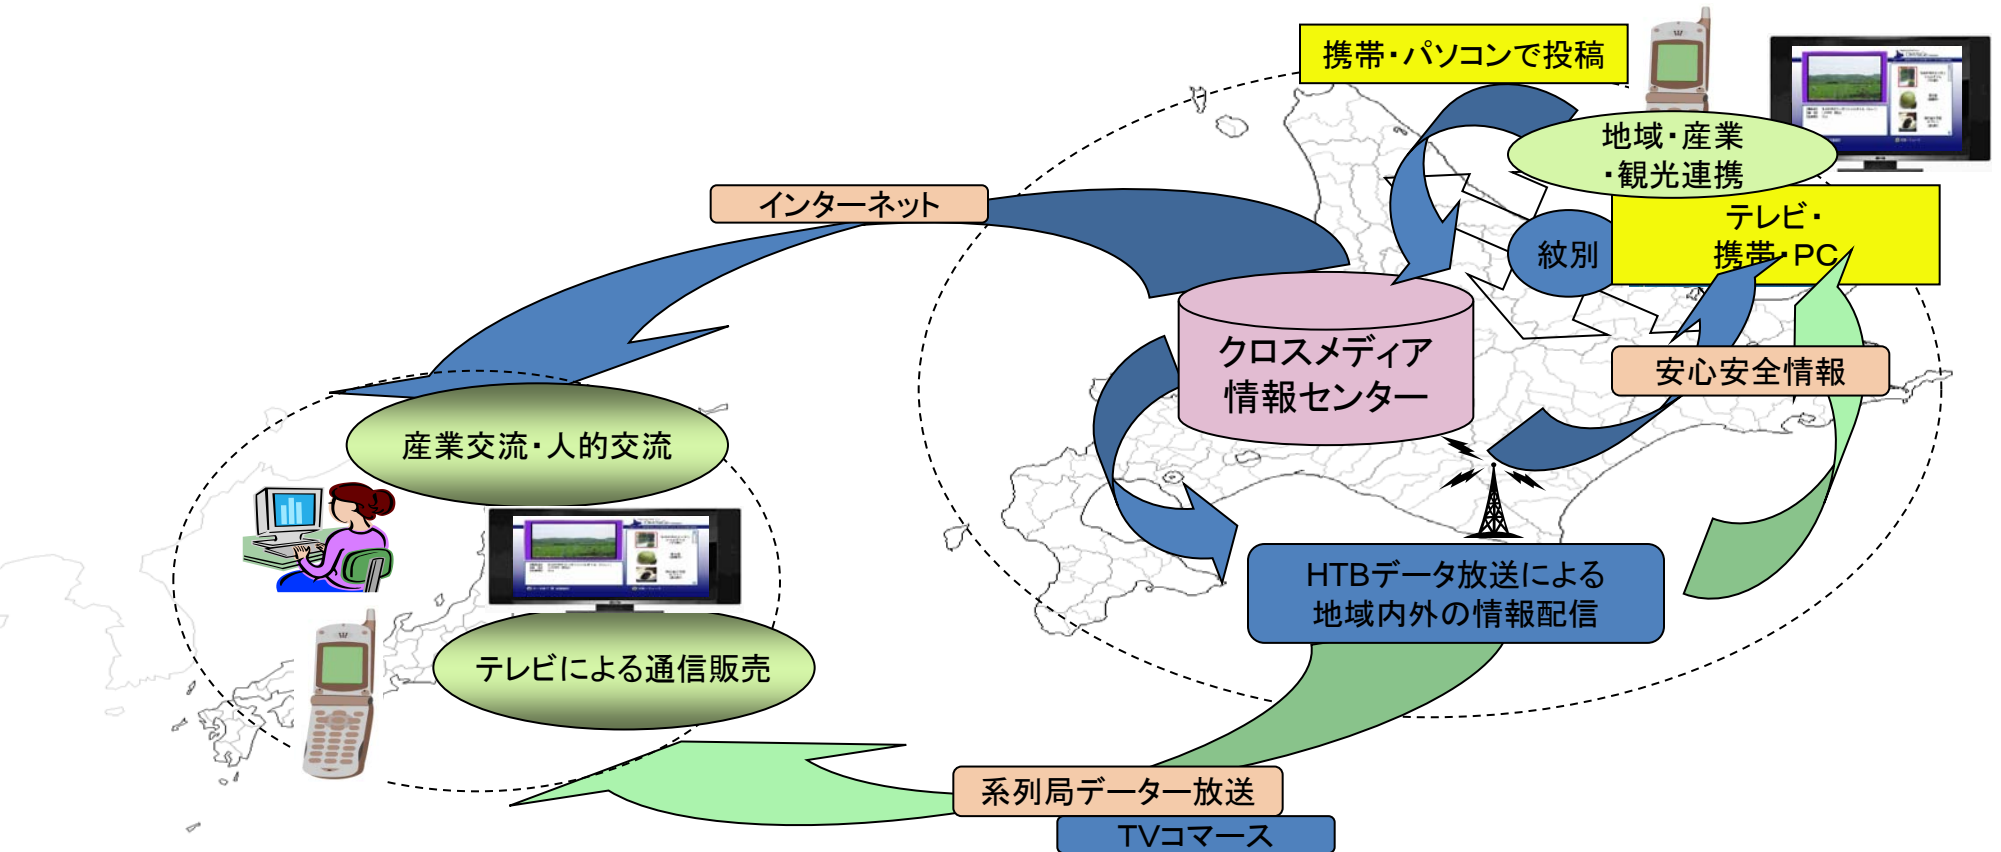 携帯・パソコンで投稿
地域・産業
・観光連携
インターネット
テレビ・
携帯・PC
紋別
クロスメディア
情報センター
安心安全情報
産業交流・人的交流
HTBデータ放送による
地域内外の情報配信
テレビによる通信販売
系列局データー放送
TVコマース